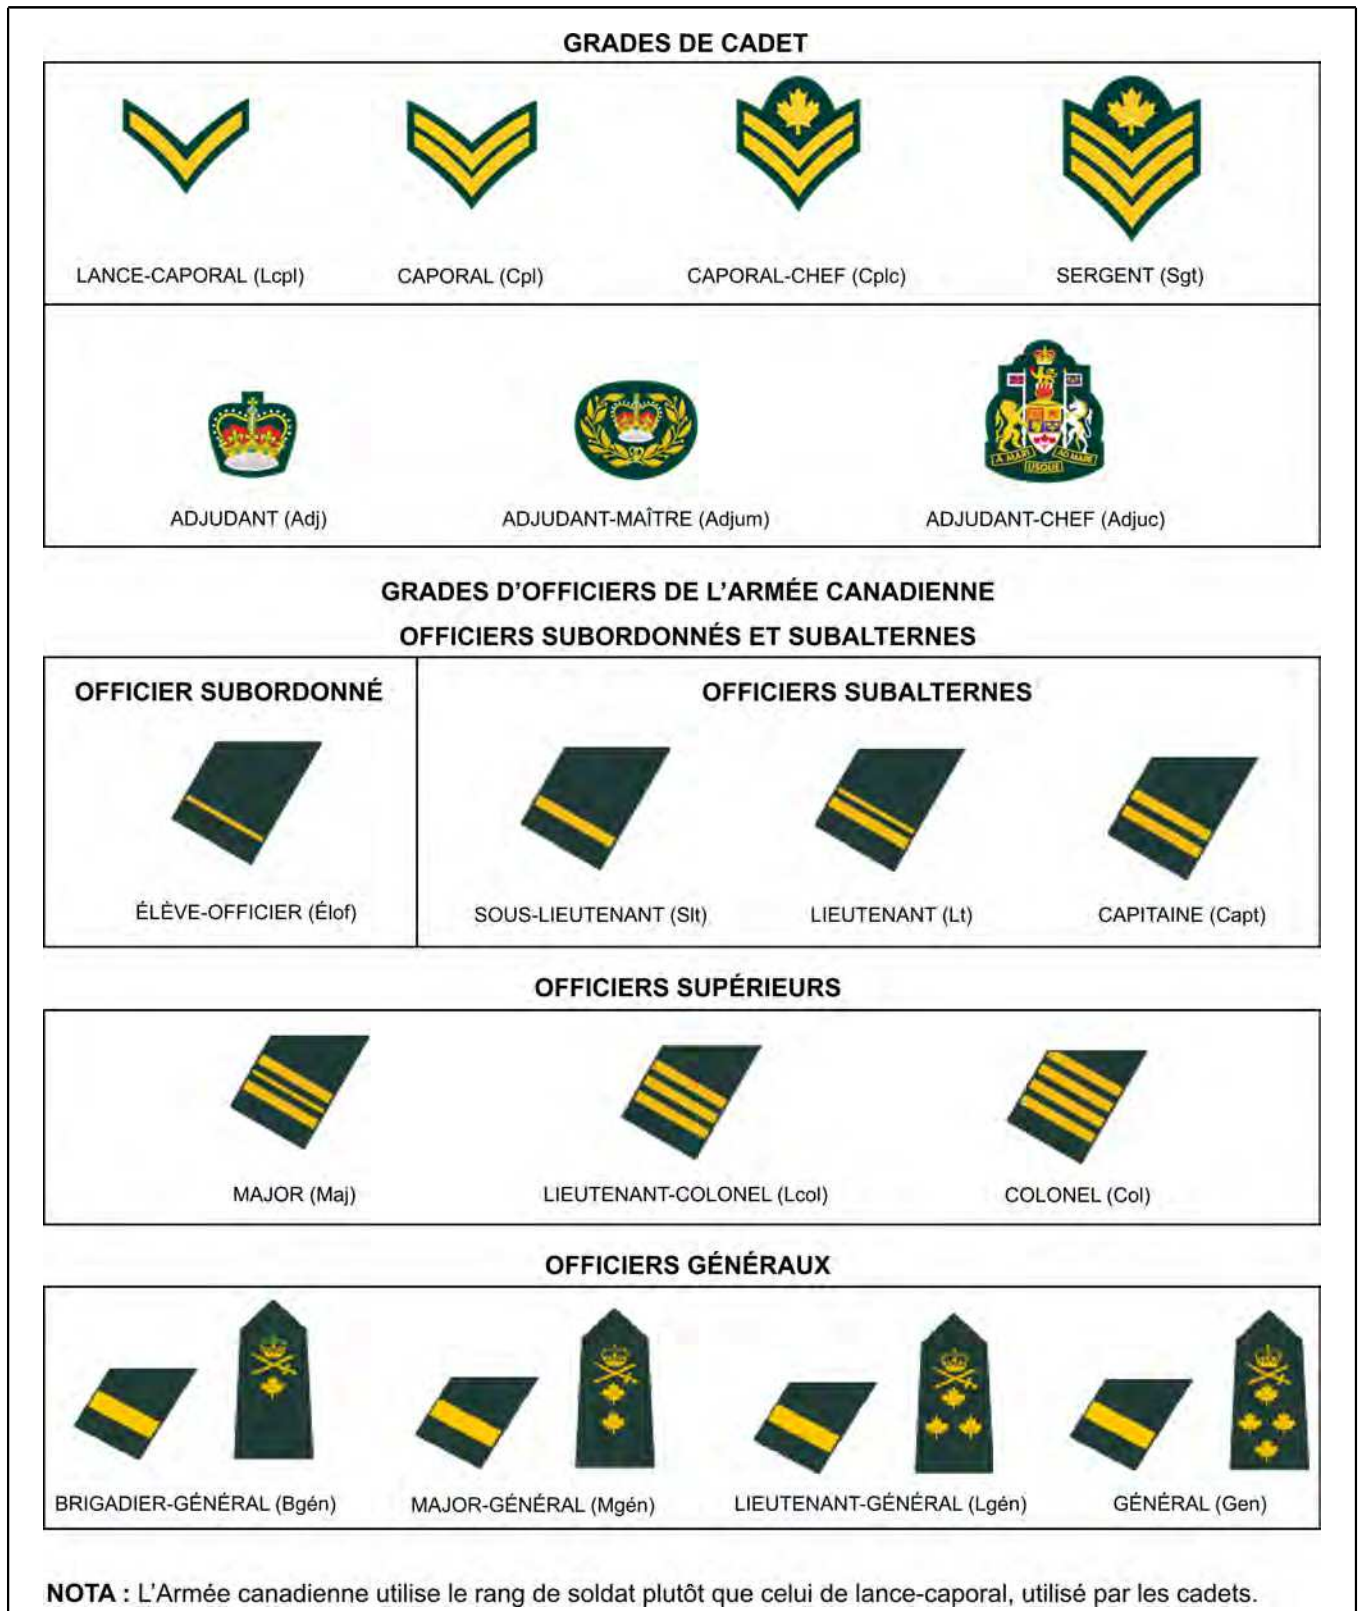 GRADES DE CADET
LANCE-CAPORAL (Lcpl)
CAPORAL (Cpl)
CAPORAL-CHEF (Cplc)
SERGENT (Sgt)
A MARI
USQUE
AD MARE
ADJUDANT (Adj)
ADJUDANT-MAÎTRE (Adjum)
ADJUDANT-CHEF (Adjuc)
GRADES D'OFFICIERS DE L'ARMÉE CANADIENNE
OFFICIERS SUBORDONNÉS ET SUBALTERNES
OFFICIER SUBORDONNÉ
OFFICIERS SUBALTERNES
ÉLÈVE-OFFICIER (Élof)
SOUS-LIEUTENANT (Slt)
LIEUTENANT (Lt)
CAPITAINE (Capt)
OFFICIERS SUPÉRIEURS
MAJOR (Maj)
LIEUTENANT-COLONEL (Lcol)
COLONEL (Col)
OFFICIERS GÉNÉRAUX
BRIGADIER-GÉNÉRAL (Bgén)
MAJOR-GÉNÉRAL (Mgén)
LIEUTENANT-GÉNÉRAL (Lgén)
GÉNÉRAL (Gen)
NOTA : L'Armée canadienne utilise le rang de soldat plutôt que celui de lance-caporal, utilisé par les cadets.